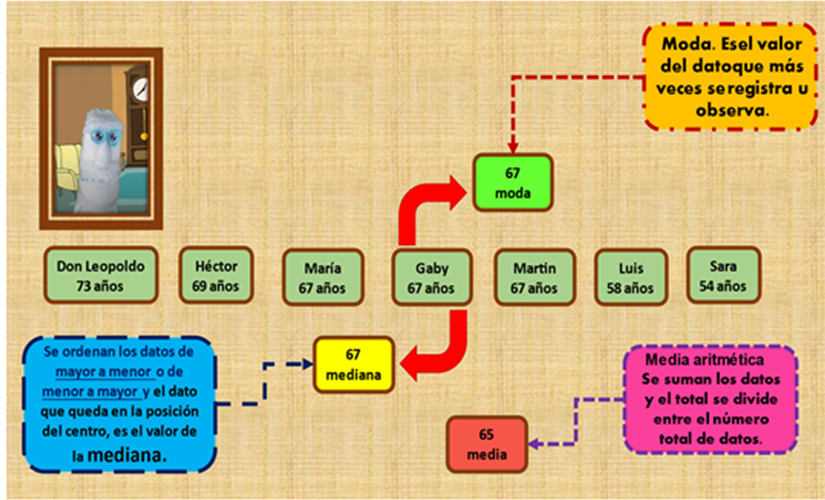 Moda. Esel valor
del datoque más
veces seregistra u
observa.
67
moda
Don Leopoldo
73 años
Héctor
69 años
María
67 años
Gaby
67 años
Martin
67 años
Luis
58 años
Sara
54 años
Se ordenan los datos de
mayor a menor o de
menor a mayor y el dato
que queda en la posición
del centro, es el valor de
la mediana.
67
mediana
65
media
Media aritmética
Se suman los datos
y el total se divide
entre el número
total de datos.